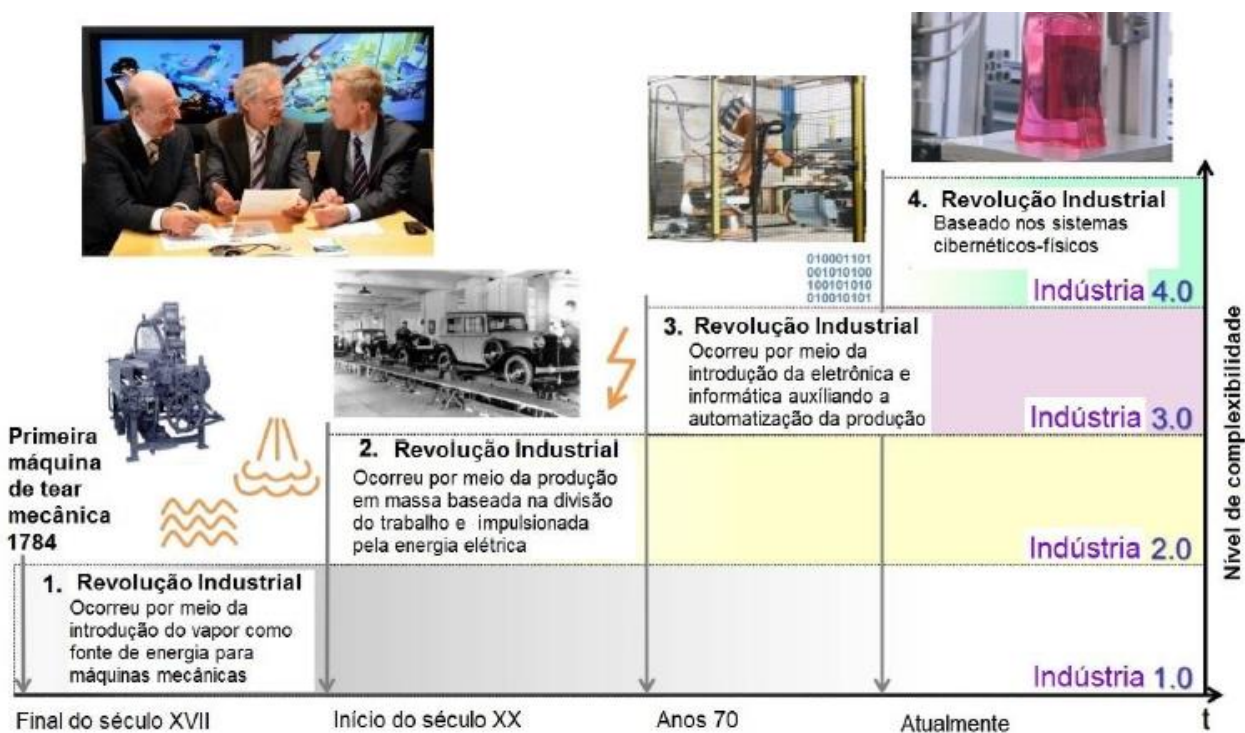 Primeira
máquina
de tear
mecânica
1784
1. Revolução Industrial
Ocorreu por meio da
introdução do vapor como
fonte de energia para
máquinas mecânicas
Indústria 1.0
2. Revolução Industrial
Ocorreu por meio da produção
em massa baseada na divisão
do trabalho e impulsionada
pela energia elétrica
Indústria 2.0
010001101
001010100
100101010
010010101
3. Revolução Industrial
Ocorreu por meio da
introdução da eletrônica e
informática auxíliando a
automatização da produção
Indústria 3.0
4. Revolução Industrial
Baseado nos sistemas
cibernéticos-físicos
Indústria 4.0
Nível de complexibilidade
Final do século XVII
Início do século XX
Anos 70
Atualmente
t